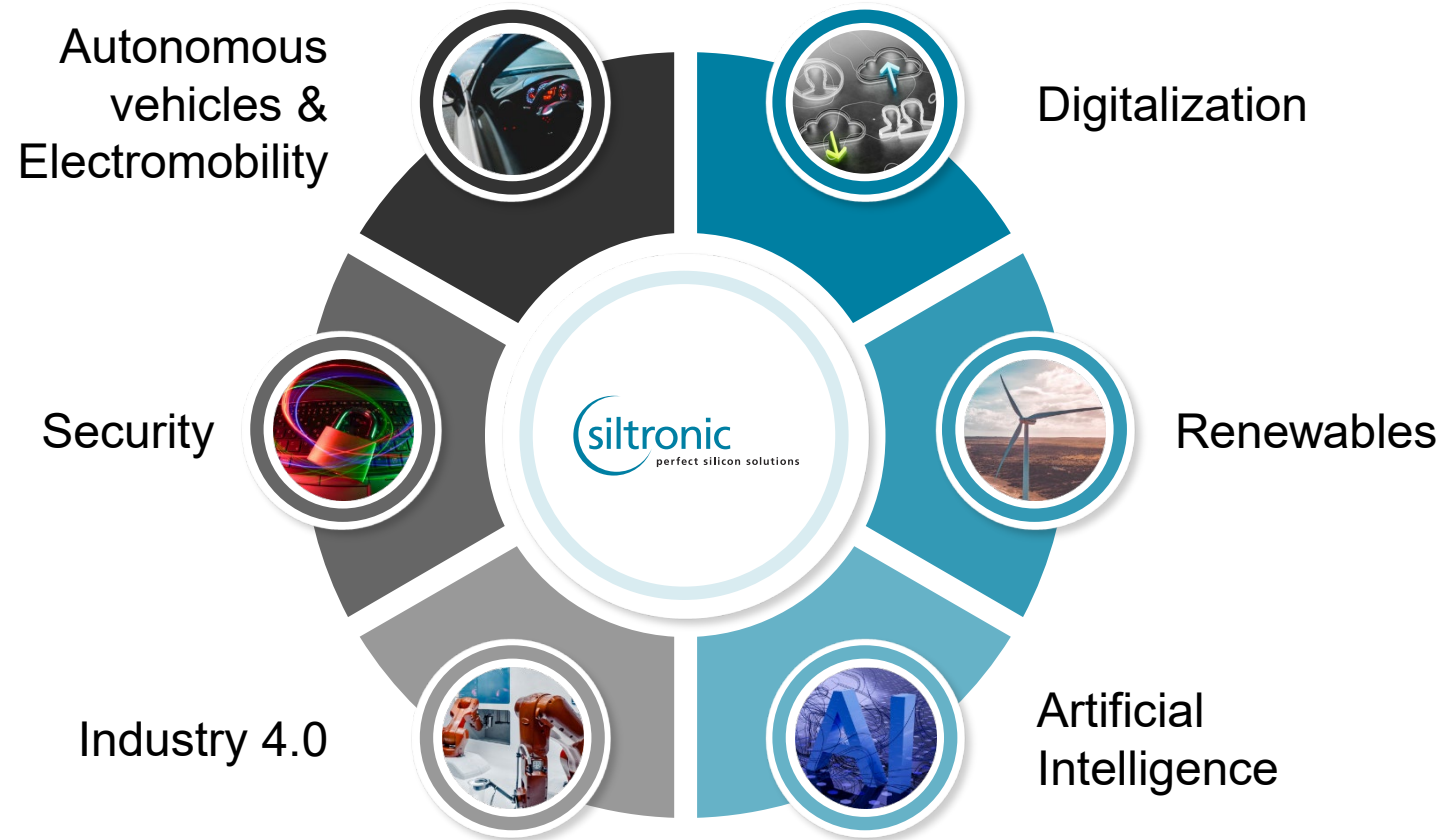 Autonomous
vehicles &
Electromobility
Digitalization
Security
siltronic
perfect silicon solutions
Renewables
Industry 4.0
AI
Artificial
Intelligence